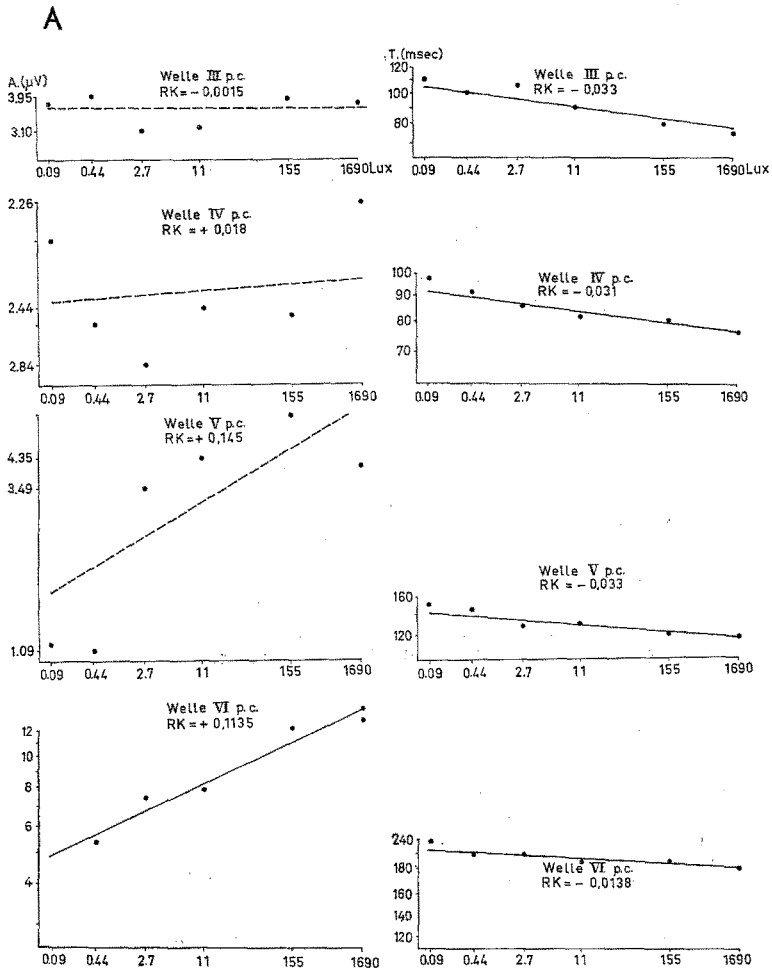 A
A.(μV)
Welle III p.c.
RK = - 0,0015
3.95
3.10
0.09 0.44 2.7 11 155 1690 Lux
T.(msec)
Welle III p.c.
RK = - 0,033
120
100
80
0.09 0.44 2.7 11 155 1690
Welle IV p.c.
RK = + 0,018
2.26
2.44
2.84
0.09 0.44 2.7 11 155 1690
Welle IV p.c.
RK = - 0,031
100
90
80
70
0.09 0.44 2.7 11 155 1690
Welle V p.c.
RK = + 0,145
4.35
3.49
1.09
0.09 0.44 2.7 11 155 1690
Welle V p.c.
RK = - 0,033
160
120
0.09 0.44 2.7 11 155 1690
Welle VI p.c.
RK = + 0,1135
12
8
6
4
0.09 0.44 2.7 11 155 1690
240
180
Welle VI p.c.
RK = - 0,0138
140
120
0.09 0.44 2.7 11 155 1690